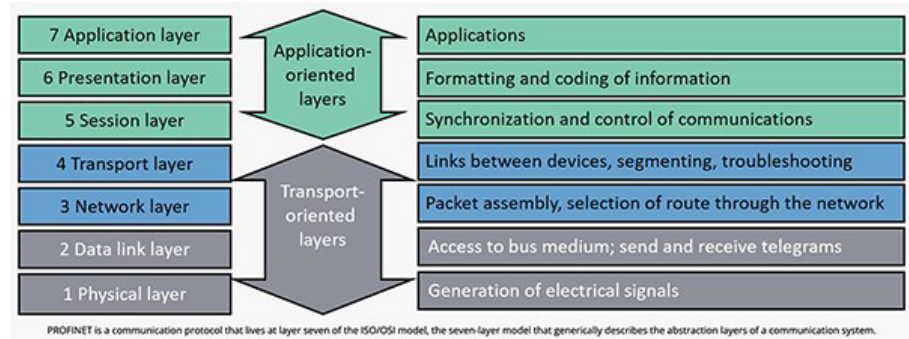 7 Application layer
6 Presentation layer
5 Session layer
4 Transport layer
3 Network layer
2 Data link layer
1 Physical layer
Application-
oriented
layers
Transport-
oriented
layers
Applications
Formatting and coding of information
Synchronization and control of communications
Links between devices, segmenting, troubleshooting
Packet assembly, selection of route through the network
Access to bus medium; send and receive telegrams
Generation of electrical signals
PROFINET is a communication protocol that lives at layer seven of the ISO/OSI model, the seven-layer model that generically describes the abstraction layers of a communication system.